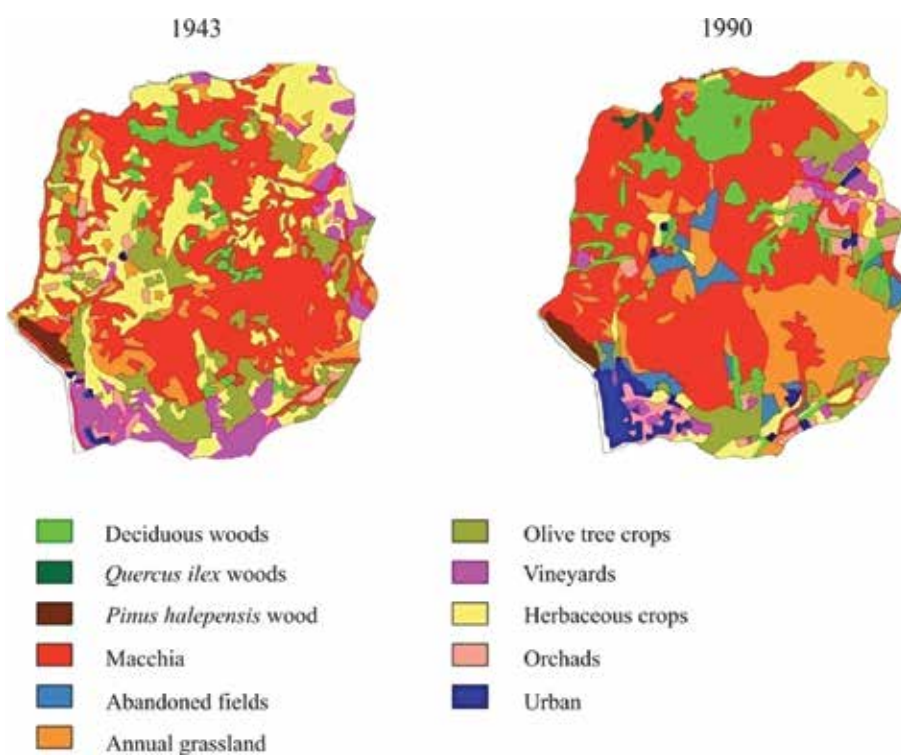 1943
1990
Deciduous woods
Quercus ilex woods
Pinus halepensis wood
Macchia
Abandoned fields
Annual grassland
Olive tree crops
Vineyards
Herbaceous crops
Orchads
Urban